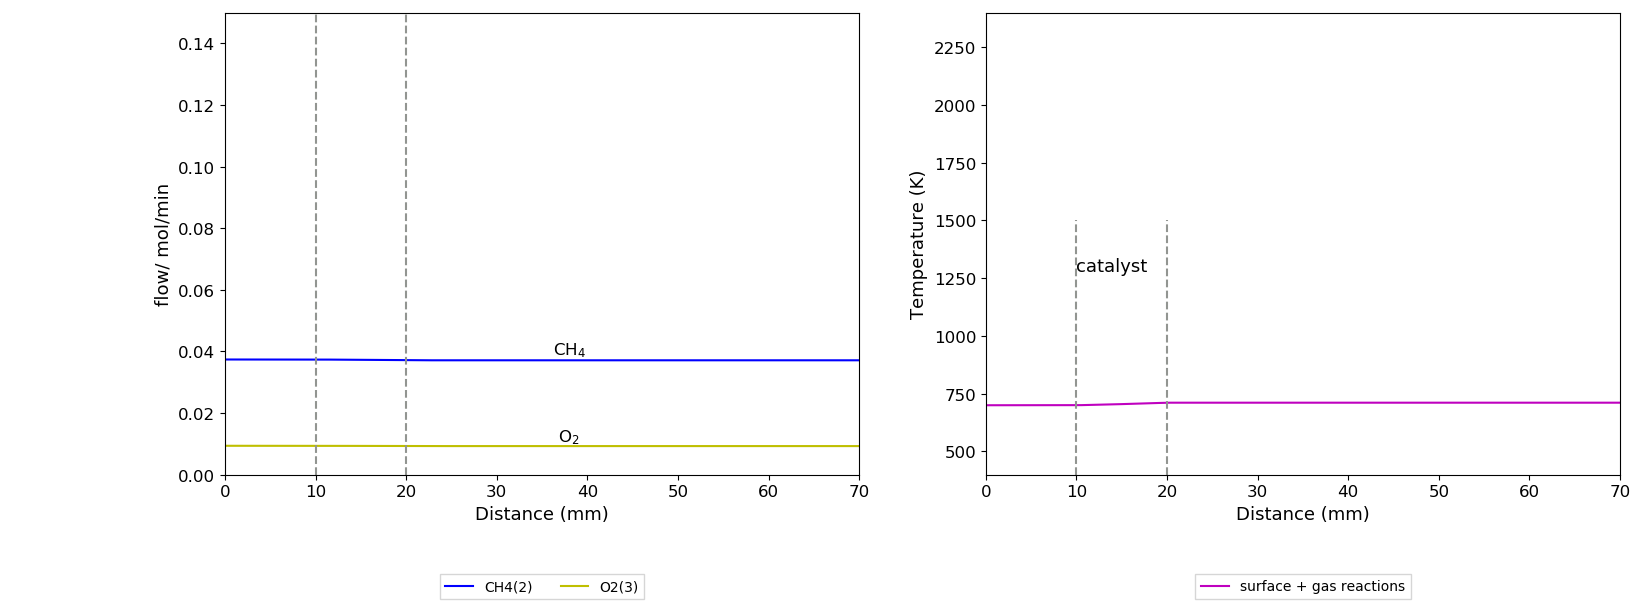 0.14
0.12
0.10
0.08
0.06
0.04
0.02
0.00
flow/ mol/min
CH₄
O₂
0 10 20 30 40 50 60 70
Distance (mm)
CH4(2) O2(3)
2250
2000
1750
1500
1250
1000
750
500
Temperature (K)
catalyst
0 10 20 30 40 50 60 70
Distance (mm)
surface + gas reactions